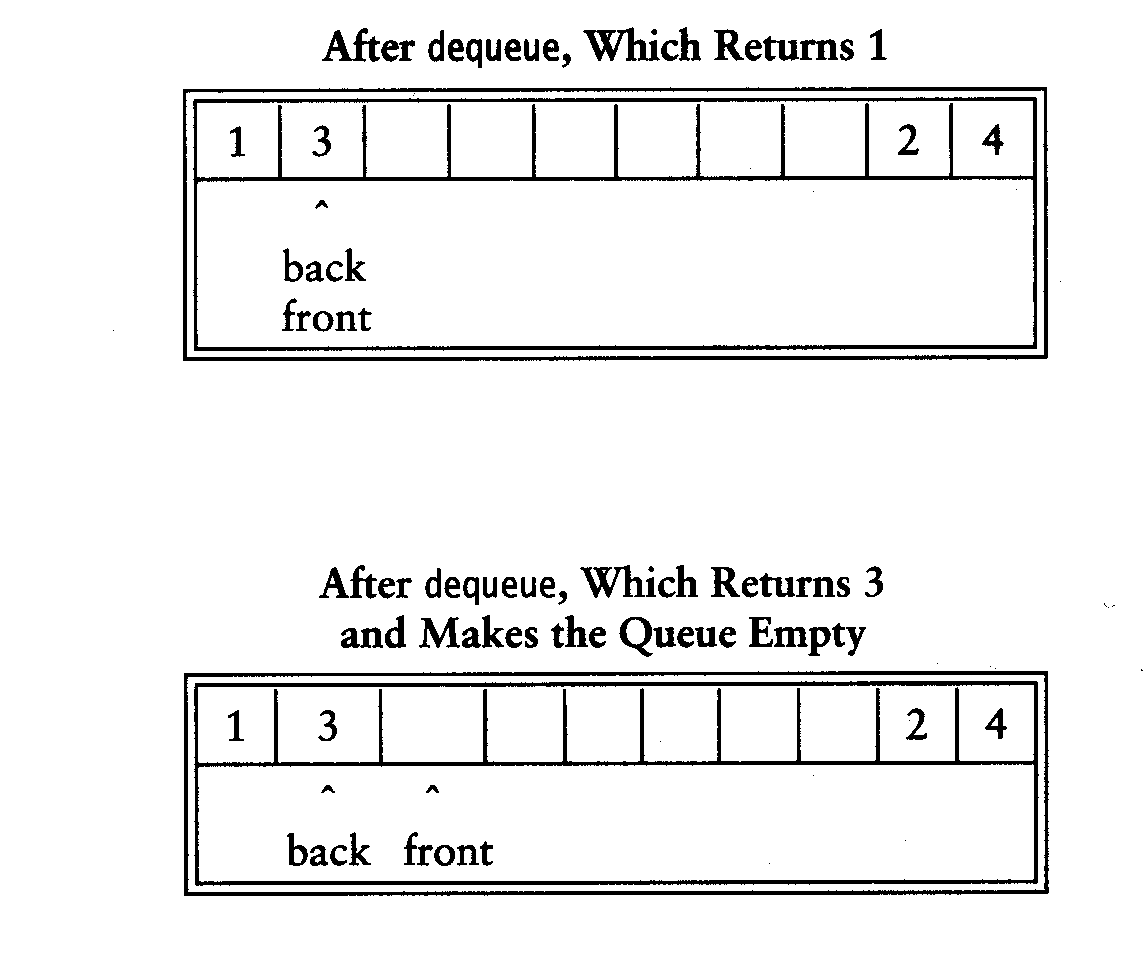 After dequeue, Which Returns 1
1 3 2 4
^
back
front
After dequeue, Which Returns 3
and Makes the Queue Empty
1 3 2 4
^ ^
back front